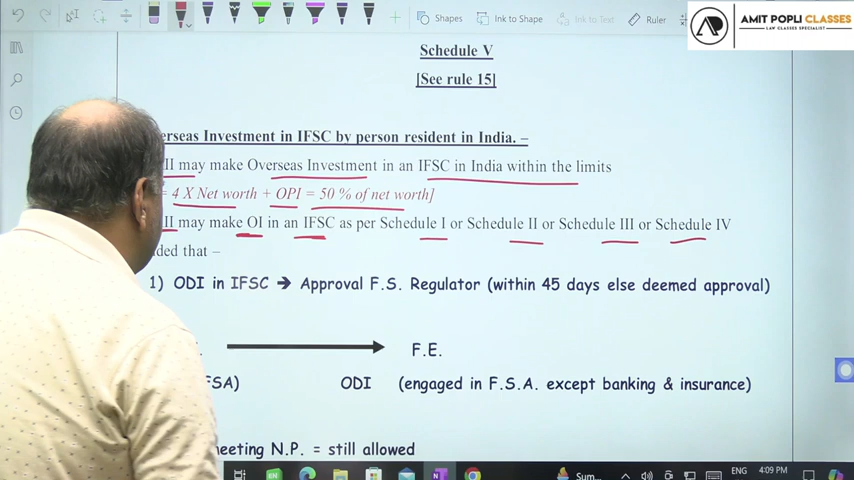 Shapes Ink to Shape Ink to Text Ruler
AMIT POPLI CLASSES
LAW CLASSES SPECIALIST
Schedule V
[See rule 15]
erseas Investment in IFSC by person resident in India. –
II may make Overseas Investment in an IFSC in India within the limits
= 4 X Net worth + OPI = 50 % of net worth]
II may make OI in an IFSC as per Schedule I or Schedule II or Schedule III or Schedule IV
ded that –
1) ODI in IFSC ➔ Approval F.S. Regulator (within 45 days else deemed approval)
F.E.
FSA) ODI (engaged in F.S.A. except banking & insurance)
eeting N.P. = still allowed
Sum...
ENG
4:09 PM